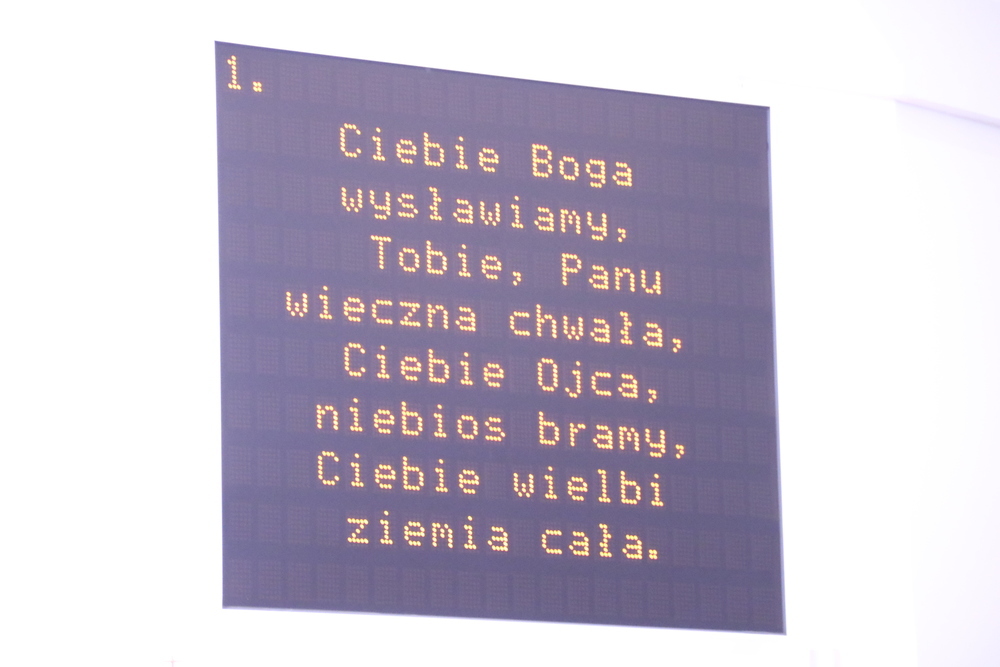 1.
Ciebie Boga
wysławiamy,
Tobie, Panu
wieczna chwała,
Ciebie Ojca,
niebios bramy,
Ciebie wielbi
ziemia cała.